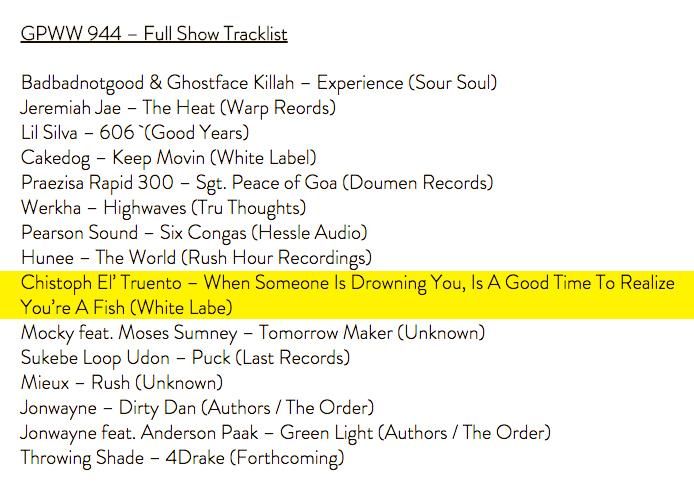 GPWW 944 – Full Show Tracklist
Badbadnotgood & Ghostface Killah – Experience (Sour Soul)
Jeremiah Jae – The Heat (Warp Reords)
Lil Silva – 606 `(Good Years)
Cakedog – Keep Movin (White Label)
Praezisa Rapid 300 – Sgt. Peace of Goa (Doumen Records)
Werkha – Highwaves (Tru Thoughts)
Pearson Sound – Six Congas (Hessle Audio)
Hunee – The World (Rush Hour Recordings)
Chistoph El’ Truento – When Someone Is Drowning You, Is A Good Time To Realize
You’re A Fish (White Labe)
Mocky feat. Moses Sumney – Tomorrow Maker (Unknown)
Sukebe Loop Udon – Puck (Last Records)
Mieux – Rush (Unknown)
Jonwayne – Dirty Dan (Authors / The Order)
Jonwayne feat. Anderson Paak – Green Light (Authors / The Order)
Throwing Shade – 4Drake (Forthcoming)